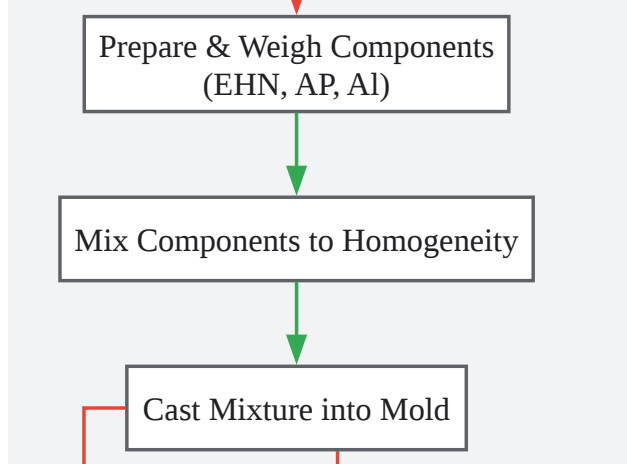 Prepare & Weigh Components
(EHN, AP, Al)
Mix Components to Homogeneity
Cast Mixture into Mold